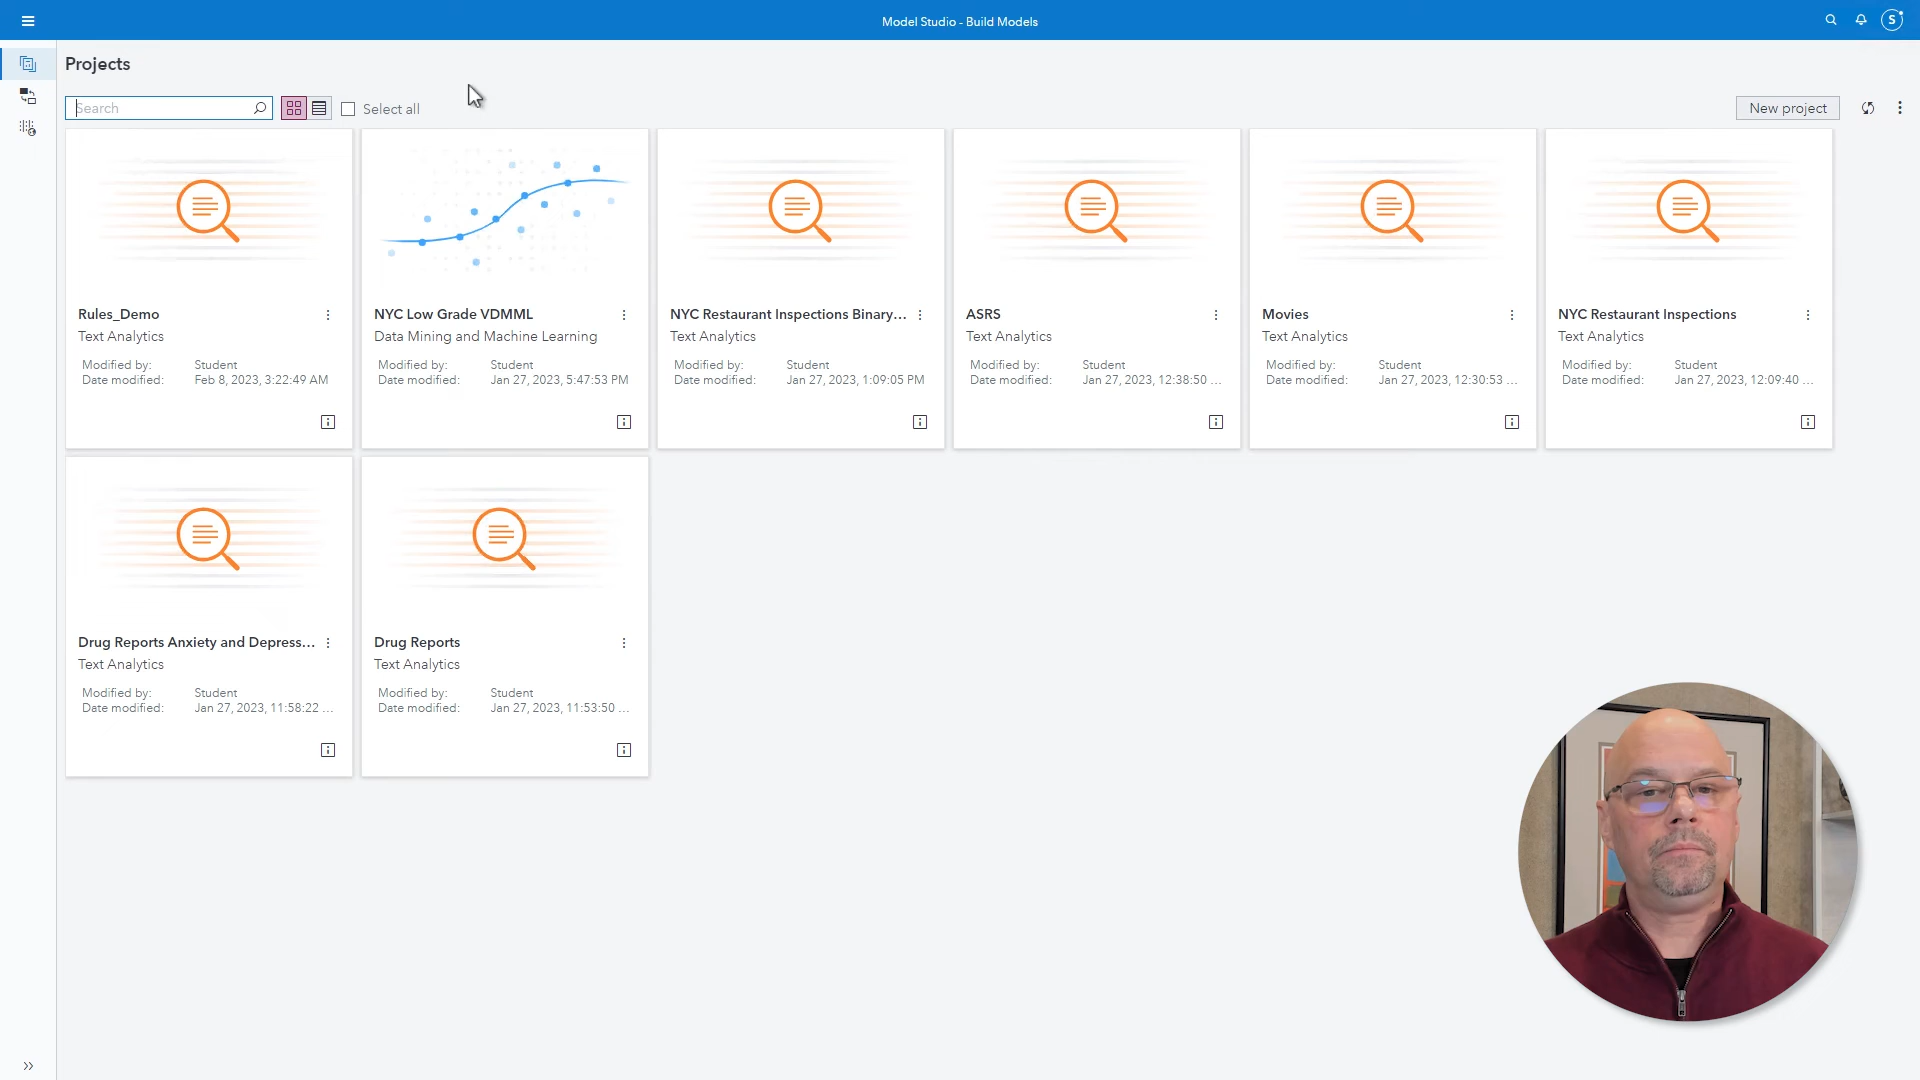 Model Studio - Build Models
S
Projects
Search
Select all
New project
Rules_Demo
Text Analytics
Modified by: Student
Date modified: Feb 8, 2023, 3:22:49 AM
NYC Low Grade VDMML
Data Mining and Machine Learning
Modified by: Student
Date modified: Jan 27, 2023, 5:47:53 PM
NYC Restaurant Inspections Binary...
Text Analytics
Modified by: Student
Date modified: Jan 27, 2023, 1:09:05 PM
ASRS
Text Analytics
Modified by: Student
Date modified: Jan 27, 2023, 12:38:50 ...
Movies
Text Analytics
Modified by: Student
Date modified: Jan 27, 2023, 12:30:53 ...
NYC Restaurant Inspections
Text Analytics
Modified by: Student
Date modified: Jan 27, 2023, 12:09:40 ...
Drug Reports Anxiety and Depress...
Text Analytics
Modified by: Student
Date modified: Jan 27, 2023, 11:58:22 ...
Drug Reports
Text Analytics
Modified by: Student
Date modified: Jan 27, 2023, 11:53:50 ...